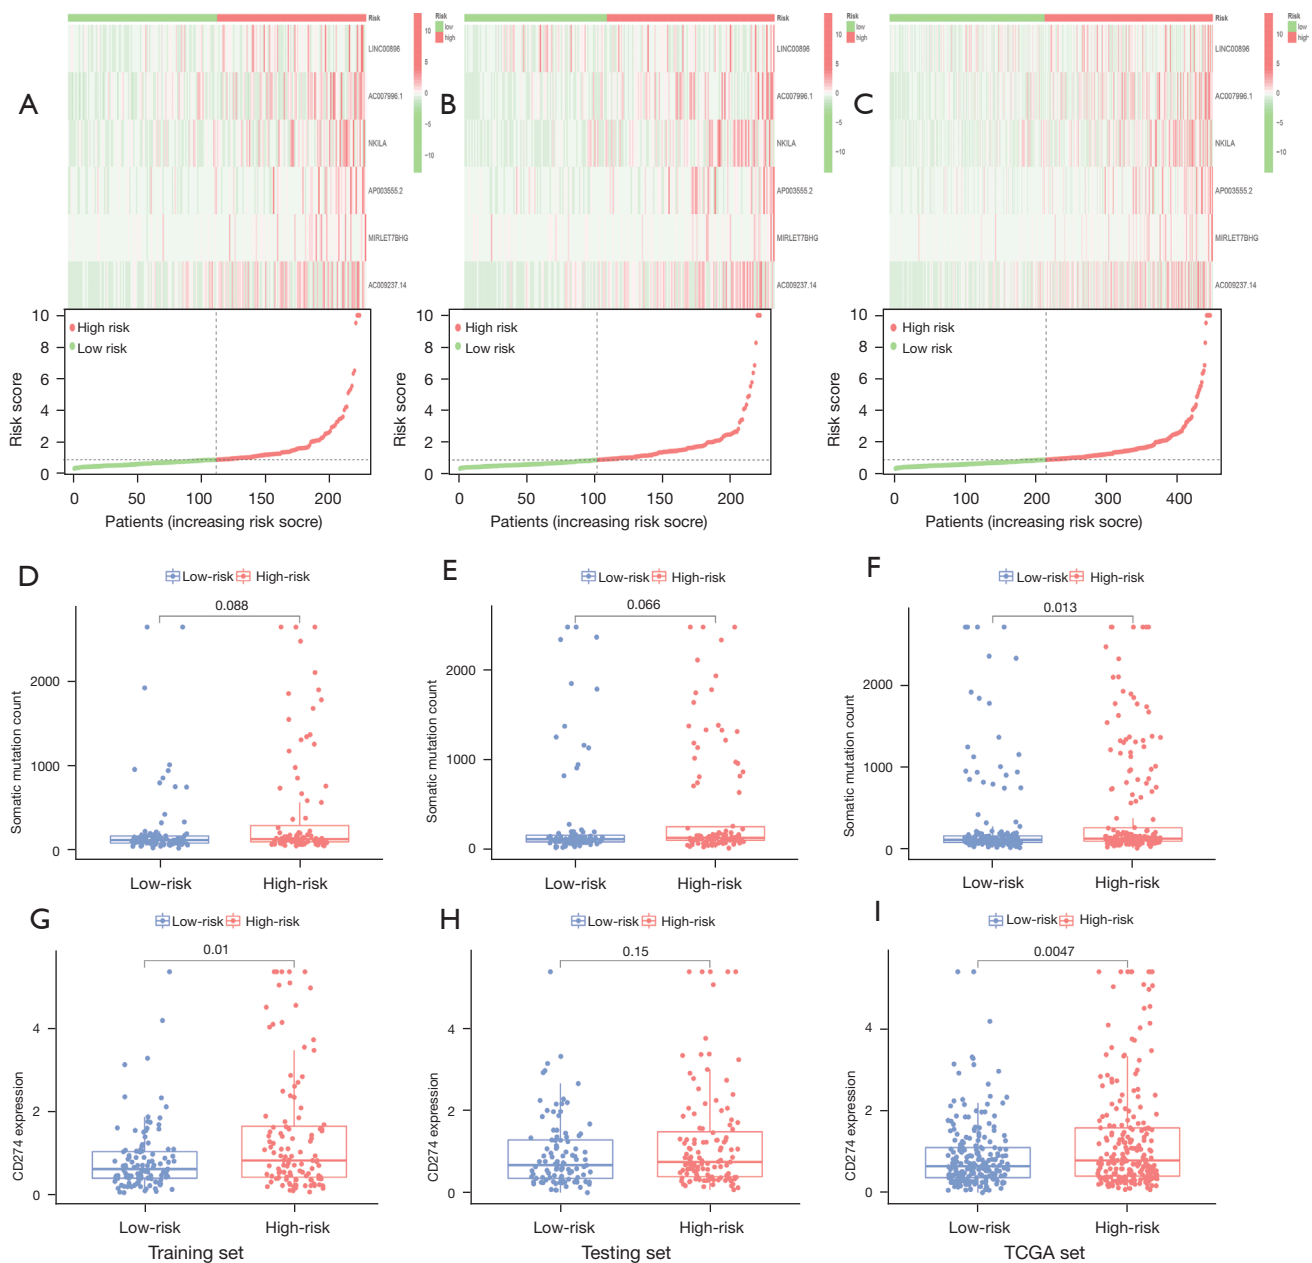 A
Risk
LINC00896
AC007996.1
NKILA
AP003555.2
MIRLET7BHG
AC009237.14
10
5
0
−5
−10
Risk
low
high
B
Risk
LINC00896
AC007996.1
NKILA
AP003555.2
MIRLET7BHG
AC009237.14
10
5
0
−5
−10
Risk
low
high
C
Risk
LINC00896
AC007996.1
NKILA
AP003555.2
MIRLET7BHG
AC009237.14
10
5
0
−5
−10
Risk
low
high
Risk score
10
8
6
4
2
0
High risk
Low risk
0 50 100 150 200
Patients (increasing risk socre)
Risk score
10
8
6
4
2
0
High risk
Low risk
0 50 100 150 200
Patients (increasing risk socre)
Risk score
10
8
6
4
2
0
High risk
Low risk
0 100 200 300 400
Patients (increasing risk socre)
D
Low-risk High-risk
0.088
Somatic mutation count
2000
1000
0
Low-risk High-risk
E
Low-risk High-risk
0.066
Somatic mutation count
2000
1000
0
Low-risk High-risk
F
Low-risk High-risk
0.013
Somatic mutation count
2000
1000
0
Low-risk High-risk
G
Low-risk High-risk
0.01
CD274 expression
4
2
0
Low-risk High-risk
Training set
H
Low-risk High-risk
0.15
CD274 expression
4
2
0
Low-risk High-risk
Testing set
I
Low-risk High-risk
0.0047
CD274 expression
4
2
0
Low-risk High-risk
TCGA set